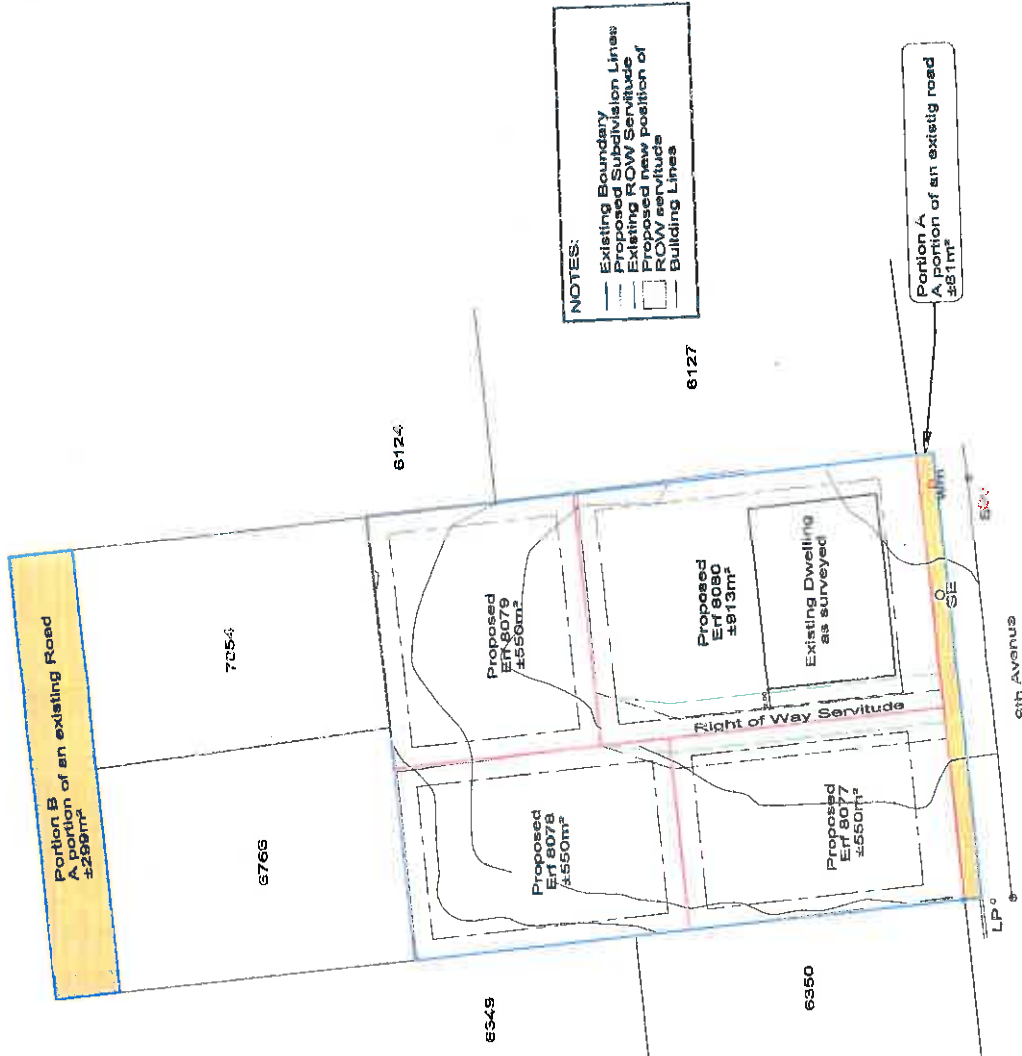 Portion B
A portion of an existing Road
±299m²
7254
6766
6124
6127
6349
6350
Proposed
Erf 8079
±550m²
Proposed
Erf 8078
±550m²
Proposed
Erf 8080
±913m²
Existing Dwelling
as surveyed
Right of Way Servitude
Proposed
Erf 8077
±550m²
NOTES:
Existing Boundary
Proposed Subdivision Lines
Existing ROW Servitude
Proposed new position of
ROW servitude
Building Lines
Portion A
A portion of an existig road
±81m²
SE
LP
Avenue